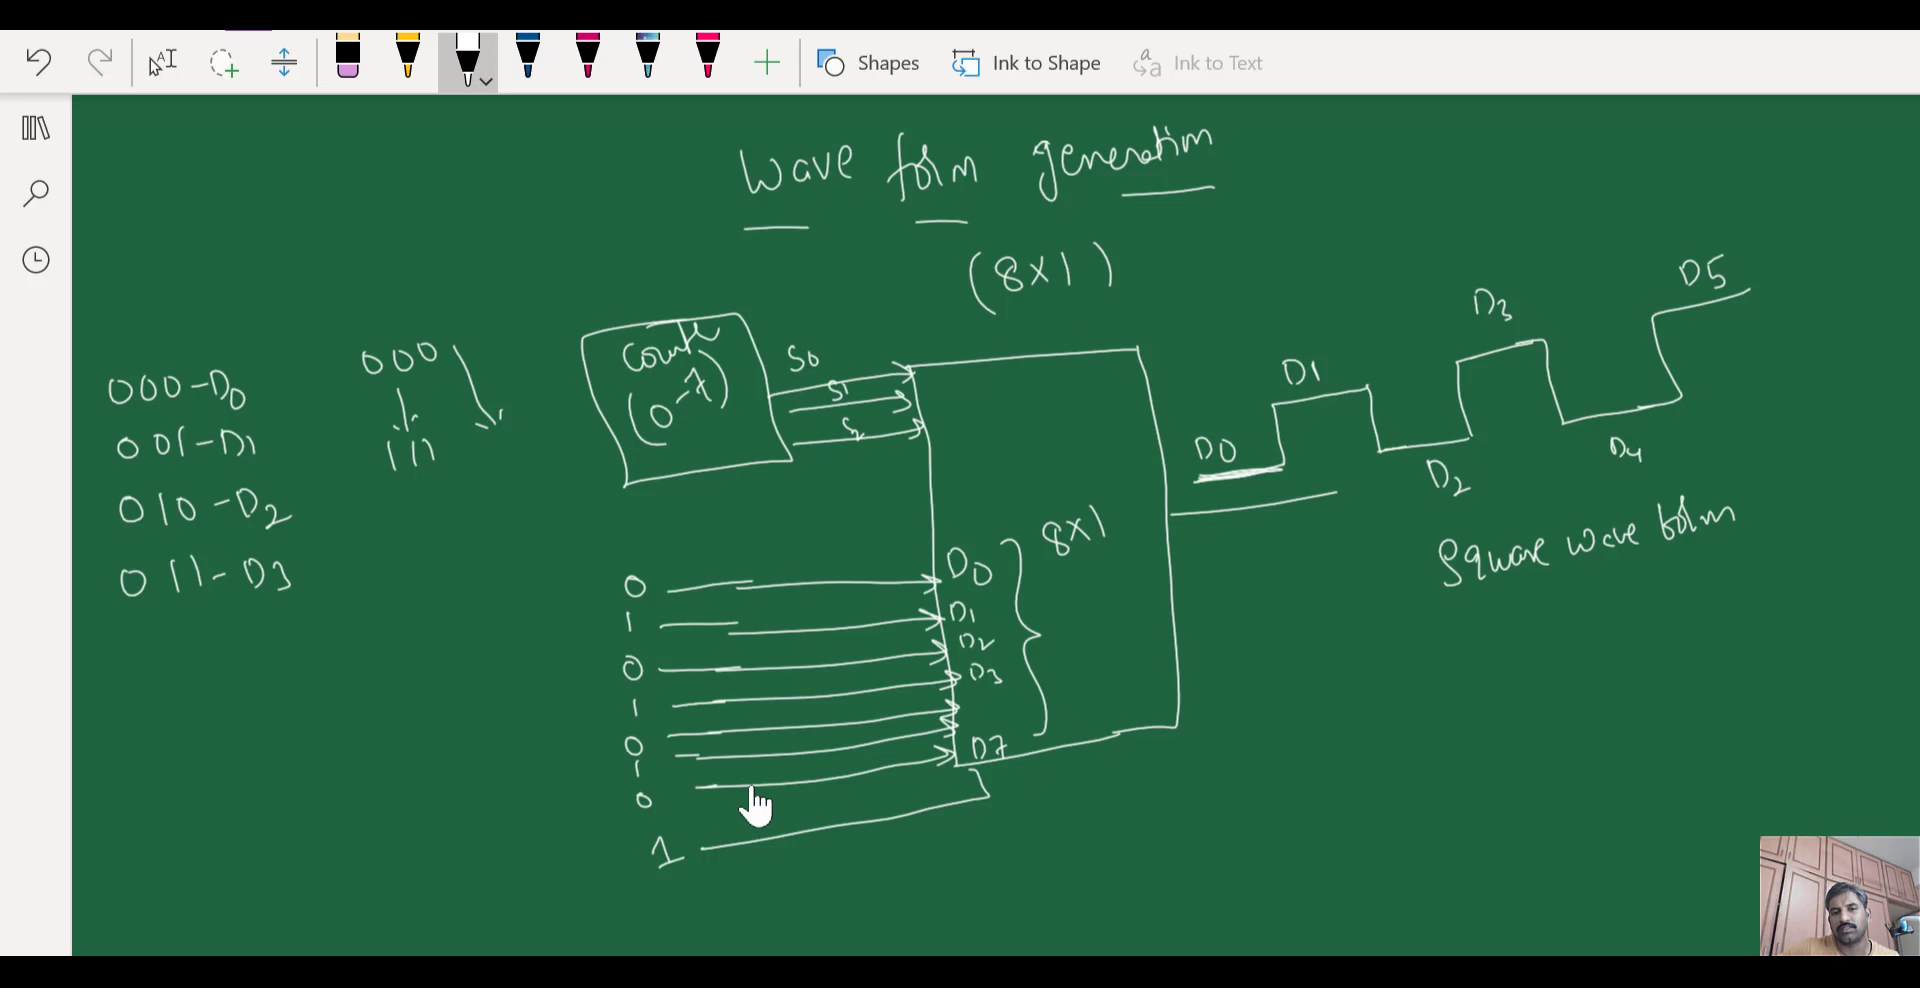 Shapes Ink to Shape Ink to Text
Wave form generation
(8x1)
000-D0
001-D1
010-D2
011-D3
000
111
(0-7)
S0
S1
S2
8x1
D0
D1
D2
D3
D7
0
1
0
1
0
1
0
1
D0
D1
D2
D3
D4
D5
Square wave form